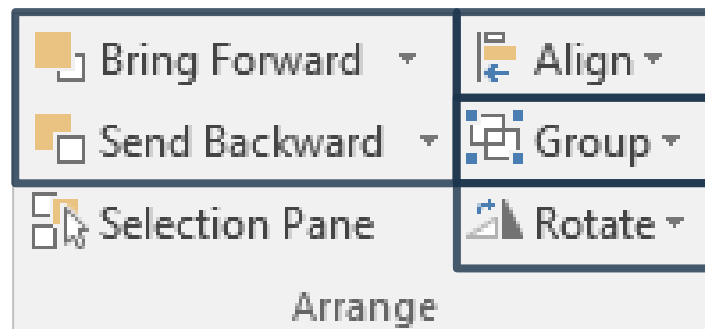 Bring Forward Align
Send Backward Group
Selection Pane Rotate
Arrange